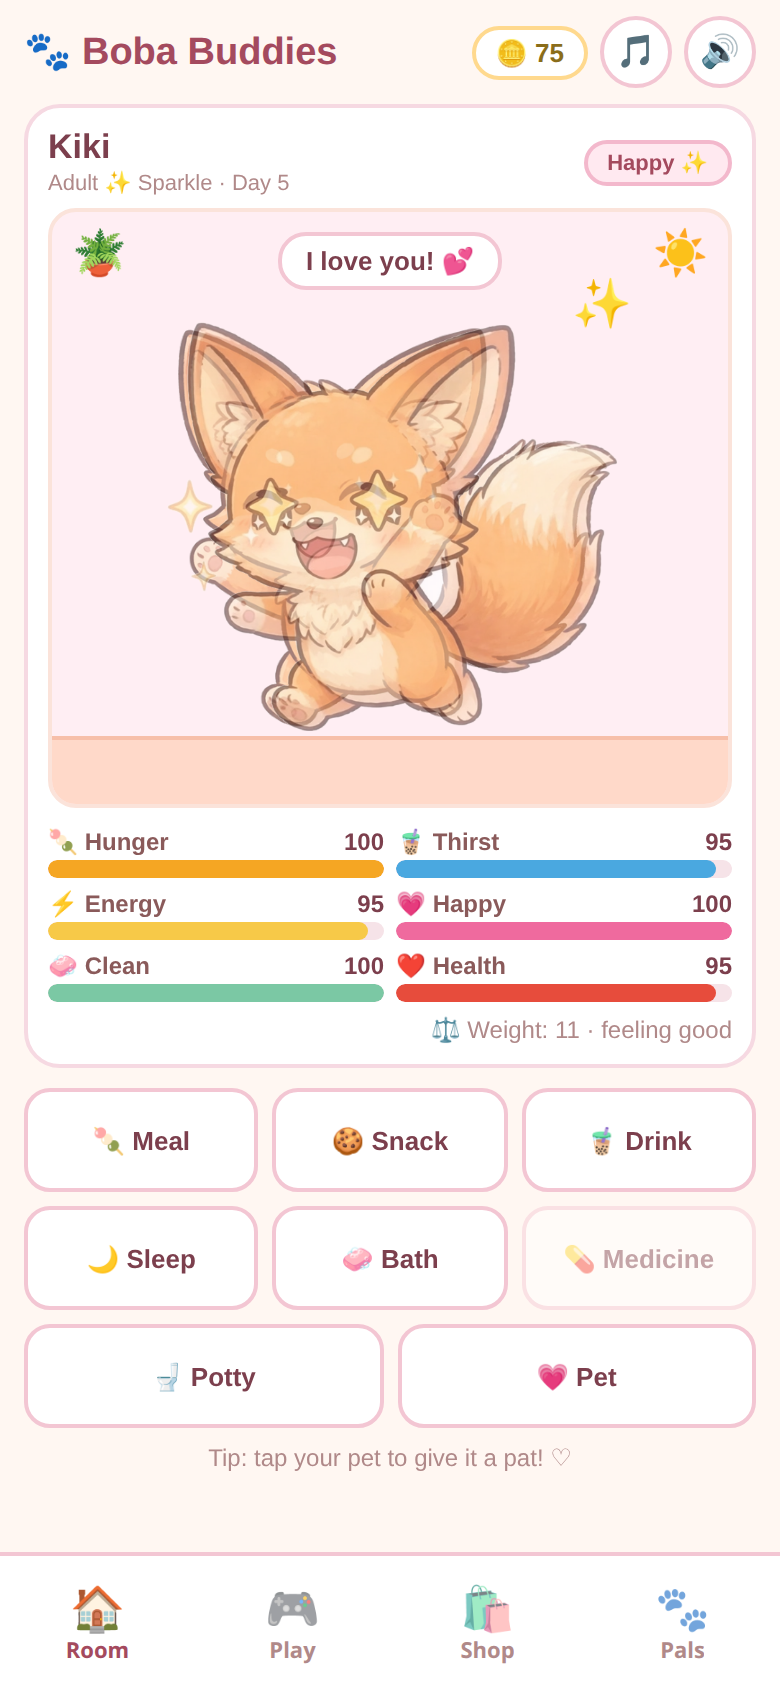 🐾 Boba Buddies
🪙 75
Kiki
Adult ✨ Sparkle · Day 5
Happy ✨
I love you! 💕
🍡 Hunger 100
🧋 Thirst 95
⚡ Energy 95
💗 Happy 100
🧼 Clean 100
❤️ Health 95
⚖️ Weight: 11 · feeling good
🍡 Meal
🍪 Snack
🧋 Drink
🌙 Sleep
🧼 Bath
💊 Medicine
🚽 Potty
💗 Pet
Tip: tap your pet to give it a pat! ♡
Room
Play
Shop
Pals